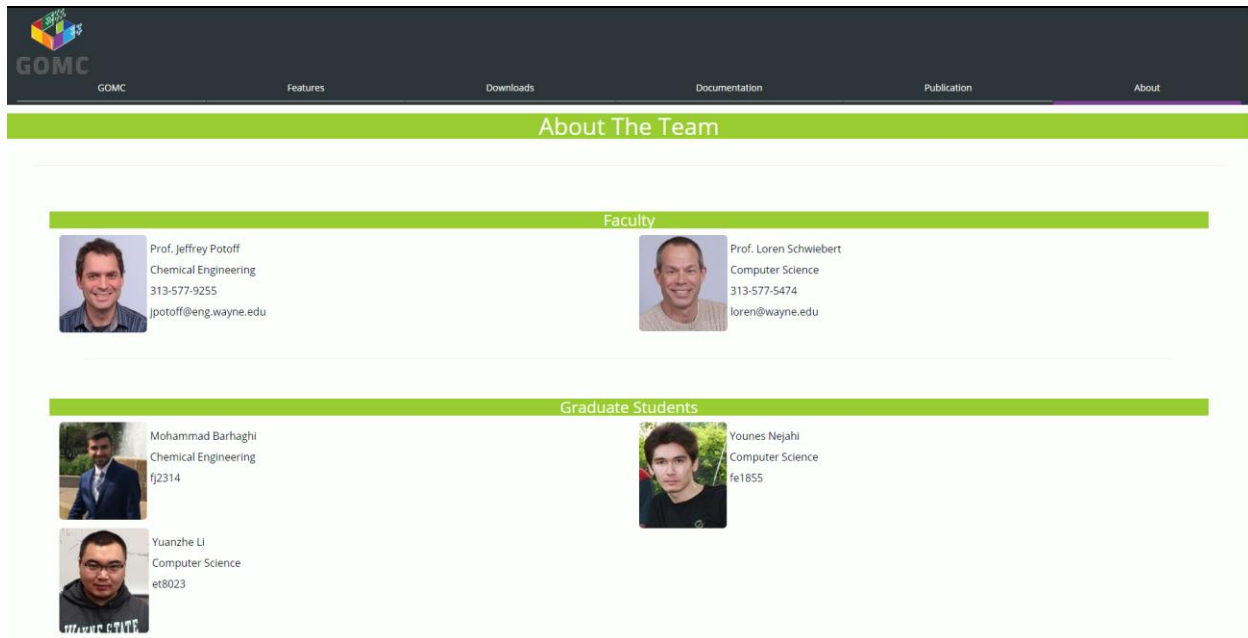 GOMC
GOMC Features Downloads Documentation Publication About
About The Team
Faculty
Prof. Jeffrey Potoff
Chemical Engineering
313-577-9255
jpotoff@eng.wayne.edu
Prof. Loren Schwiebert
Computer Science
313-577-5474
loren@wayne.edu
Graduate Students
Mohammad Barhaghi
Chemical Engineering
fj2314
Younes Nejahi
Computer Science
fe1855
Yuanzhe Li
Computer Science
et8023
WAYNE STATE